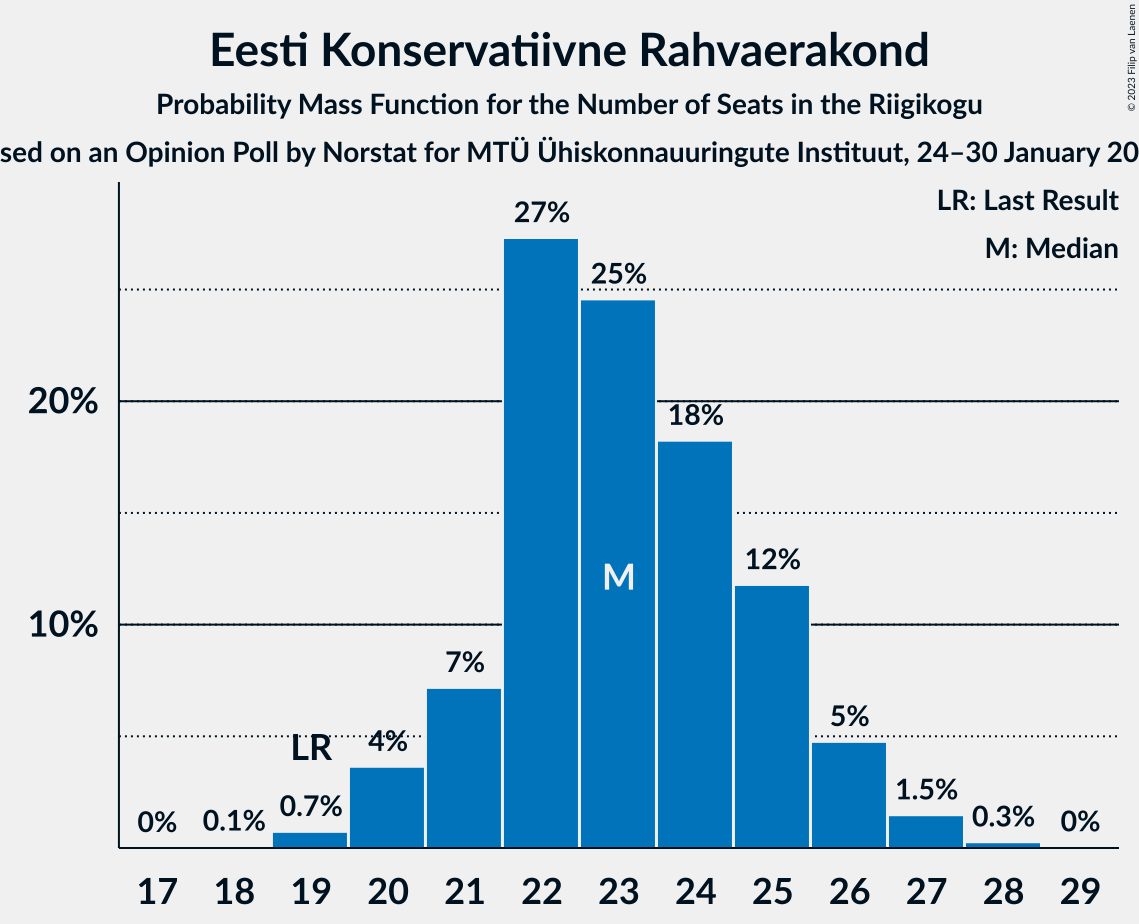 Eesti Konservatiivne Rahvaerakond
Probability Mass Function for the Number of Seats in the Riigikogu
sed on an Opinion Poll by Norstat for MTÜ Ühiskonnauuringute Instituut, 24–30 January 20
© 2023 Filip van Laenen
LR: Last Result
M: Median
27%
25%
20%
18%
12%
M
10%
7%
5%
LR
4%
1.5%
0.7%
0.3%
0%
0.1%
0%
17 18 19 20 21 22 23 24 25 26 27 28 29